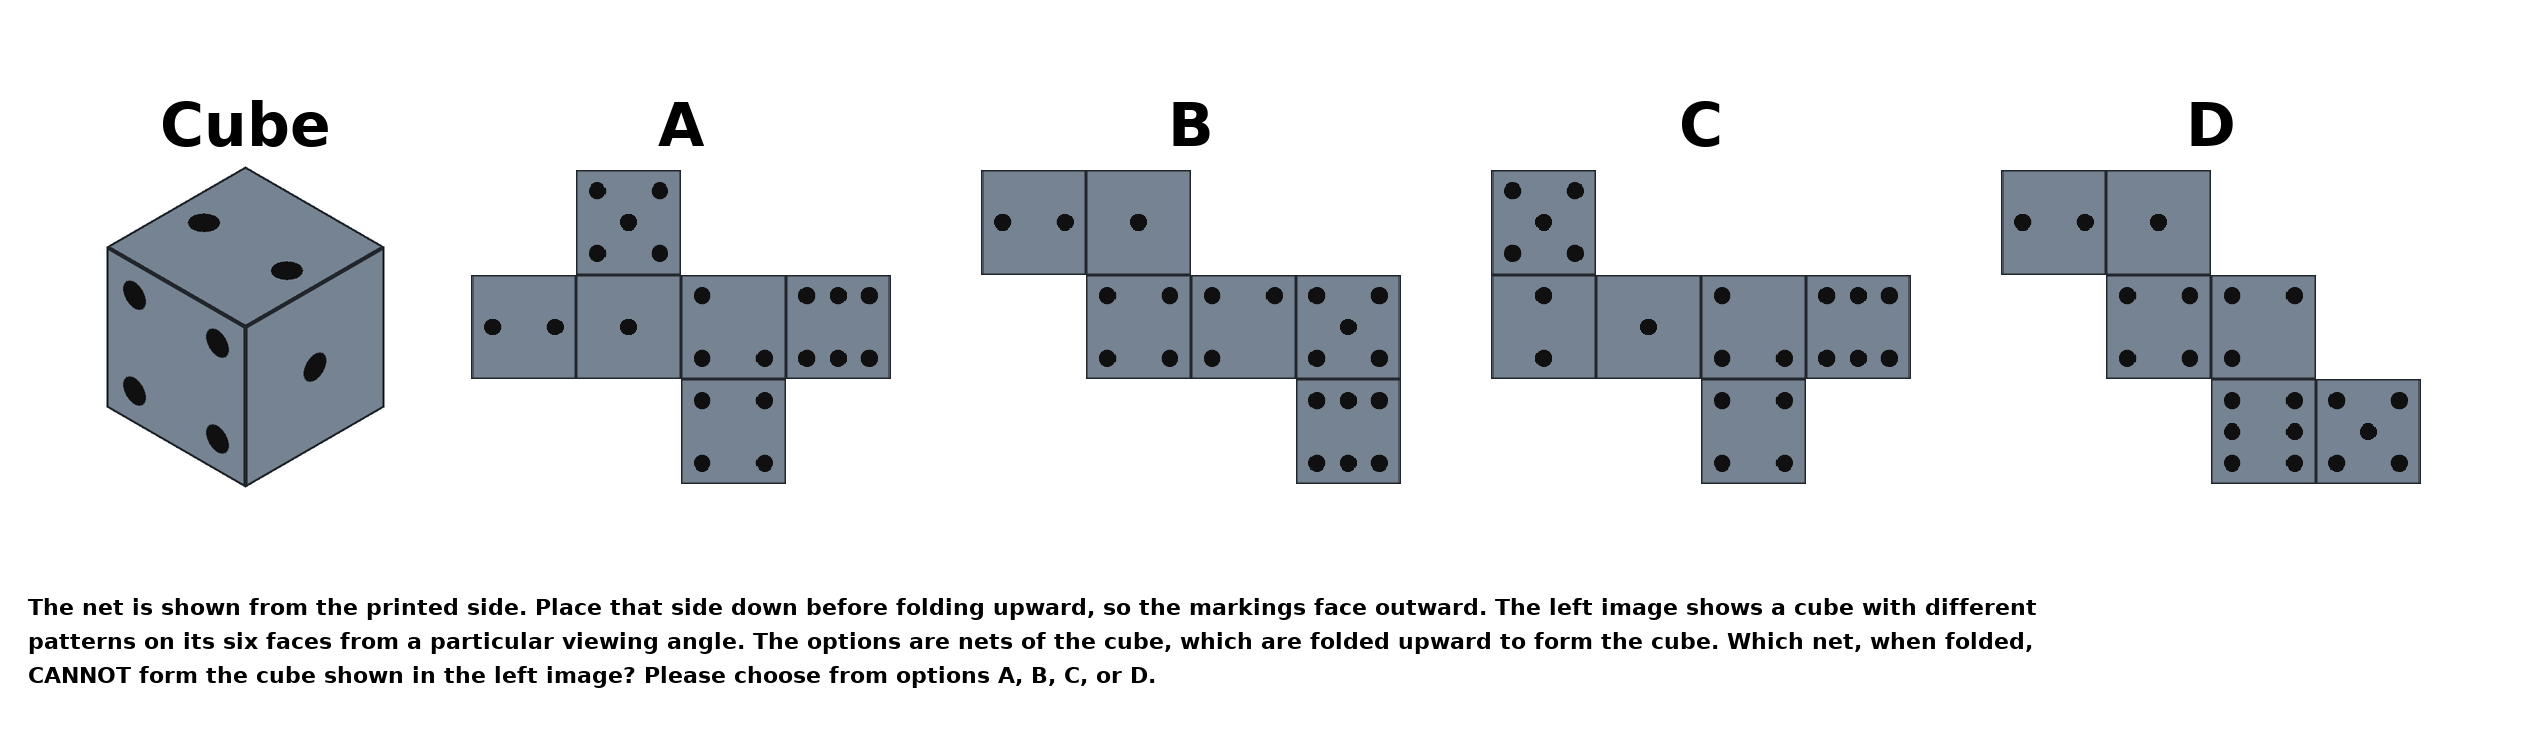 Cube
A
B
C
D
The net is shown from the printed side. Place that side down before folding upward, so the markings face outward. The left image shows a cube with different
patterns on its six faces from a particular viewing angle. The options are nets of the cube, which are folded upward to form the cube. Which net, when folded,
CANNOT form the cube shown in the left image? Please choose from options A, B, C, or D.